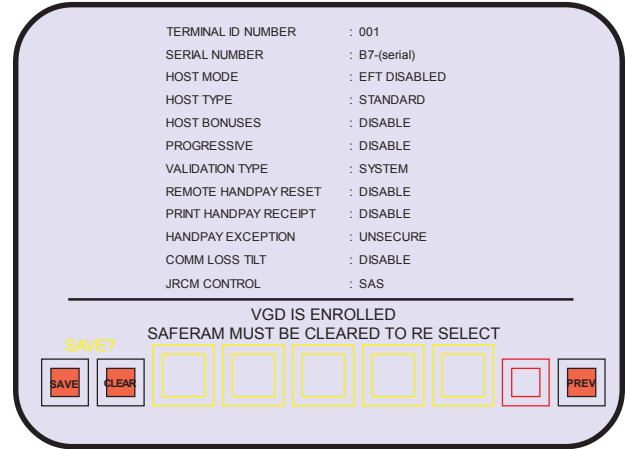 TERMINAL ID NUMBER : 001
SERIAL NUMBER : B7-(serial)
HOST MODE : EFT DISABLED
HOST TYPE : STANDARD
HOST BONUSES : DISABLE
PROGRESSIVE : DISABLE
VALIDATION TYPE : SYSTEM
REMOTE HANDPAY RESET : DISABLE
PRINT HANDPAY RECEIPT : DISABLE
HANDPAY EXCEPTION : UNSECURE
COMM LOSS TILT : DISABLE
JRCM CONTROL : SAS
VGD IS ENROLLED
SAFERAM MUST BE CLEARED TO RE SELECT
SAVE?
SAVE CLEAR PREV